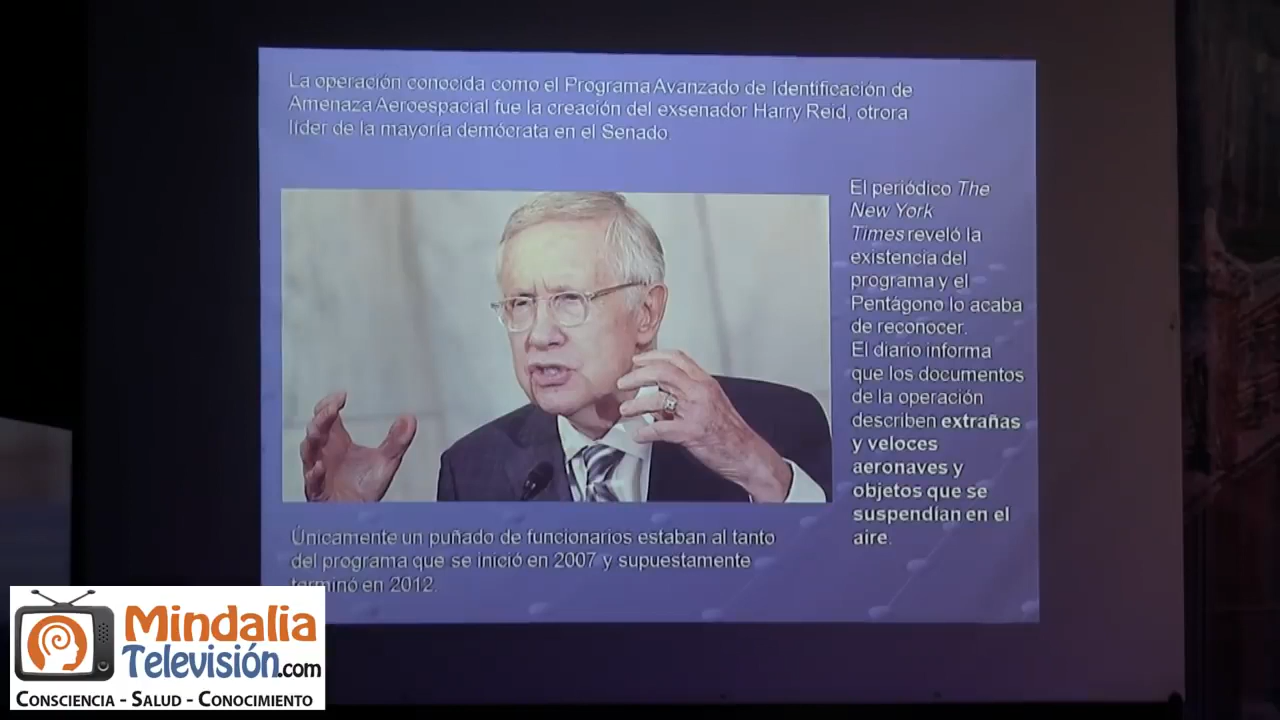 La operación conocida como el Programa Avanzado de Identificación de
Amenaza Aeroespacial fue la creación del exsenador Harry Reid, otrora
líder de la mayoría demócrata en el Senado.
El periódico The
New York
Times reveló la
existencia del
programa y el
Pentágono lo acaba
de reconocer.
El diario informa
que los documentos
de la operación
describen extrañas
y veloces
aeronaves y
objetos que se
suspendían en el
aire.
Únicamente un puñado de funcionarios estaban al tanto
del programa que se inició en 2007 y supuestamente
terminó en 2012.
Mindalia
Televisión.com
Consciencia - Salud - Conocimiento